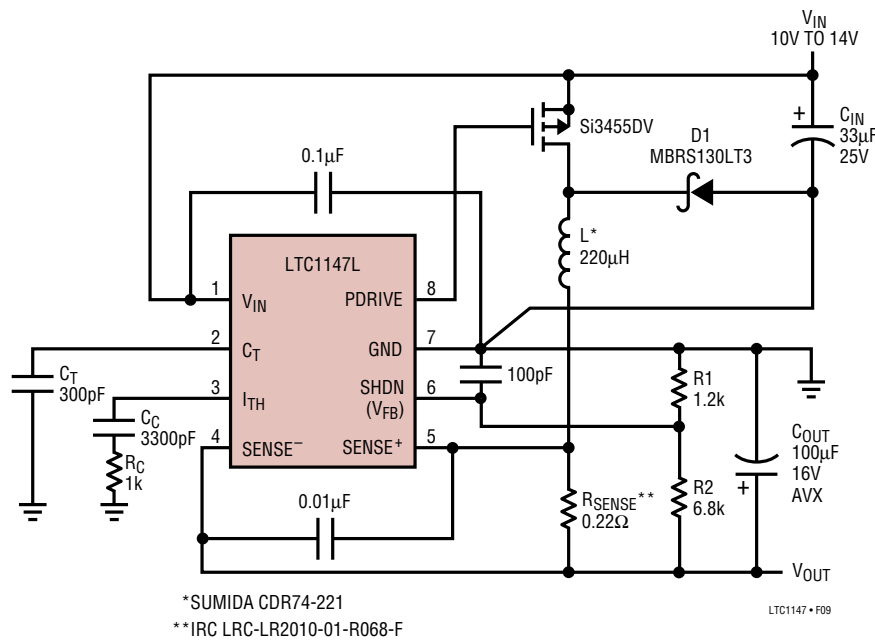 V_IN
10V TO 14V
C_IN
33µF
25V
+
Si3455DV
D1
MBRS130LT3
0.1µF
L*
220µH
LTC1147L
1
V_IN
PDRIVE
8
2
C_T
GND
7
3
I_TH
SHDN
(V_FB)
6
4
SENSE⁻
SENSE⁺
5
C_T
300pF
C_C
3300pF
R_C
1k
100pF
R1
1.2k
R2
6.8k
C_OUT
100µF
16V
AVX
+
0.01µF
R_SENSE**
0.22Ω
V_OUT
*SUMIDA CDR74-221
**IRC LRC-LR2010-01-R068-F
LTC1147 • F09